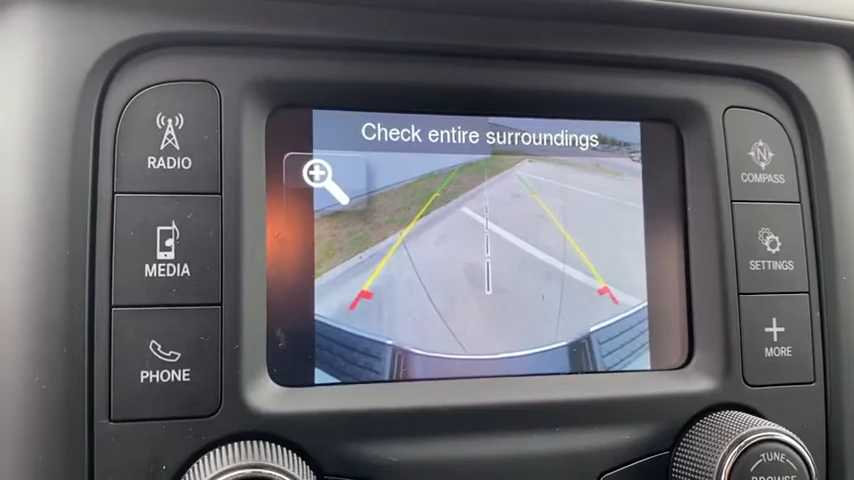 Check entire surroundings
RADIO
MEDIA
PHONE
COMPASS
SETTINGS
MORE
TUNE
BROWSE